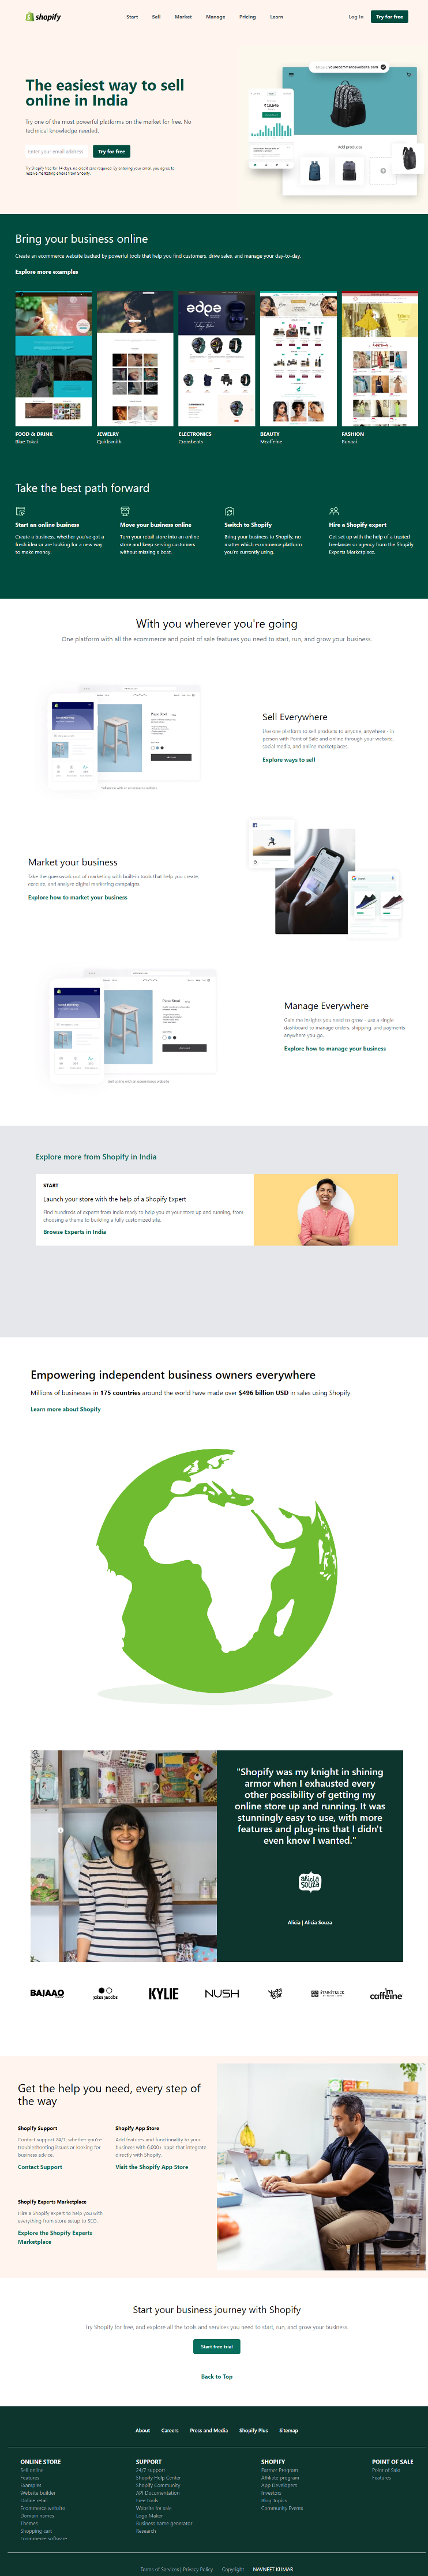 shopify
Start Sell Market Manage Pricing Learn
Log In Try for free
The easiest way to sell
online in India
Try one of the most powerful platforms on the market for free. No
technical knowledge needed.
Enter your email address Try for free
Try Shopify free for 14 days, no credit card required. By entering your email, you agree to
receive marketing emails from Shopify.
Add products
Bring your business online
Create an ecommerce website backed by powerful tools that help you find customers, drive sales, and manage your day-to-day.
Explore more examples
edge
FOOD & DRINK
Blue Tokai
JEWELRY
Quirksmith
ELECTRONICS
Crossbeats
BEAUTY
Mcaffeine
FASHION
Bunaai
Take the best path forward
Start an online business
Create a business, whether you've got a
fresh idea or are looking for a new way
to make money.
Move your business online
Turn your retail store into an online
store and keep serving customers
without missing a beat.
Switch to Shopify
Bring your business to Shopify, no
matter which ecommerce platform
you're currently using.
Hire a Shopify expert
Get set up with the help of a trusted
freelancer or agency from the Shopify
Experts Marketplace.
With you wherever you're going
One platform with all the ecommerce and point of sale features you need to start, run, and grow your business.
Sell Everywhere
Use one platform to sell products to anyone, anywhere - in
person with Point of Sale and online through your website,
social media, and online marketplaces.
Explore ways to sell
Sell online with an ecommerce website
Market your business
Take the guesswork out of marketing with built-in tools that help you create,
execute, and analyze digital marketing campaigns.
Explore how to market your business
Manage Everywhere
Gain the insights you need to grow - use a single
dashboard to manage orders, shipping, and payments
anywhere you go.
Explore how to manage your business
Sell online with an ecommerce website
Explore more from Shopify in India
START
Launch your store with the help of a Shopify Expert
Find hundreds of experts from India ready to help you at your store up and running, from
choosing a theme to building a fully customized site.
Browse Experts in India
Empowering independent business owners everywhere
Millions of businesses in 175 countries around the world have made over $496 billion USD in sales using Shopify.
Learn more about Shopify
"Shopify was my knight in shining
armor when I exhausted every
other possibility of getting my
online store up and running. It was
stunningly easy to use, with more
features and plug-ins that I didn't
even know I wanted."
alicia
souza
Alicia | Alicia Souza
BAJAAO
julius jacobs
KYLIE
NUSH
caffeine
Get the help you need, every step of
the way
Shopify Support
Contact support 24/7, whether you're
troubleshooting issues or looking for
business advice.
Contact Support
Shopify App Store
Add features and functionality to your
business with 6,000+ apps that integrate
directly with Shopify.
Visit the Shopify App Store
Shopify Experts Marketplace
Hire a Shopify expert to help you with
everything from store setup to SEO.
Explore the Shopify Experts
Marketplace
Start your business journey with Shopify
Try Shopify for free, and explore all the tools and services you need to start, run, and grow your business.
Start free trial
Back to Top
About Careers Press and Media Shopify Plus Sitemap
ONLINE STORE
Sell online
Features
Examples
Website builder
Online retail
Ecommerce website
Domain names
Themes
Shopping cart
Ecommerce software
SUPPORT
24/7 support
Shopify Help Center
Shopify Community
API Documentation
Free tools
Website for sale
Logo Maker
Business name generator
Research
SHOPIFY
Partner Program
Affiliate program
App Developers
Investors
Blog Topics
Community Events
POINT OF SALE
Point of Sale
Features
Terms of Services | Privacy Policy Copyright NAVNEET KUMAR